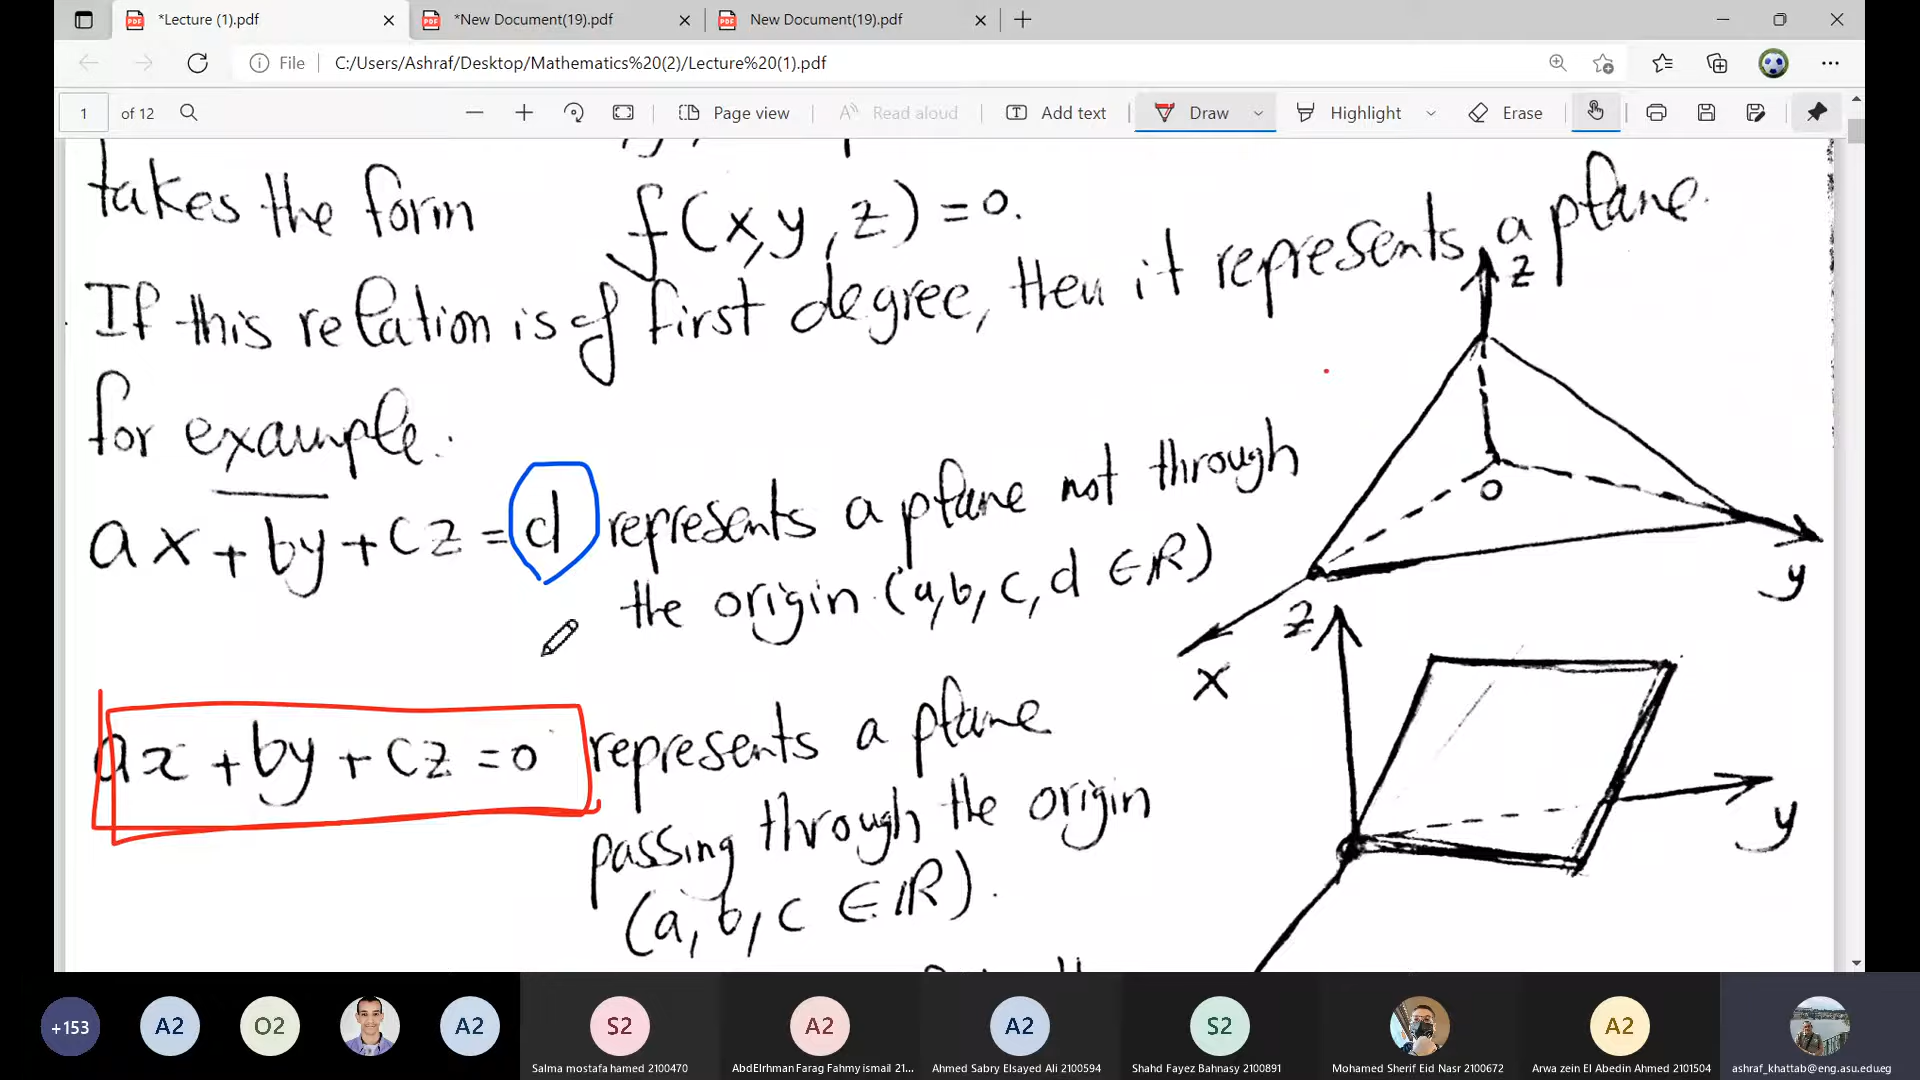 *Lecture (1).pdf
*New Document(19).pdf
New Document(19).pdf
File
C:/Users/Ashraf/Desktop/Mathematics%20(2)/Lecture%20(1).pdf
1 of 12
Page view
Read aloud
Add text
Draw
Highlight
Erase
takes the form f(x,y,z)=0.
If this relation is of first degree, then it represents a plane.
for example:
ax+by+cz=d represents a plane not through
the origin (a,b,c,d ∈ R)
ax+by+cz=0 represents a plane
passing through the origin
(a,b,c ∈ R).
z
o
y
x
z
y
+153
A2
O2
A2
S2
A2
A2
S2
A2
Salma mostafa hamed 2100470
AbdElrhman Farag Fahmy ismail 21...
Ahmed Sabry Elsayed Ali 2100594
Shahd Fayez Bahnasy 2100891
Mohamed Sherif Eid Nasr 2100672
Arwa zein El Abedin Ahmed 2101504
ashraf_khattab@eng.asu.edu.eg